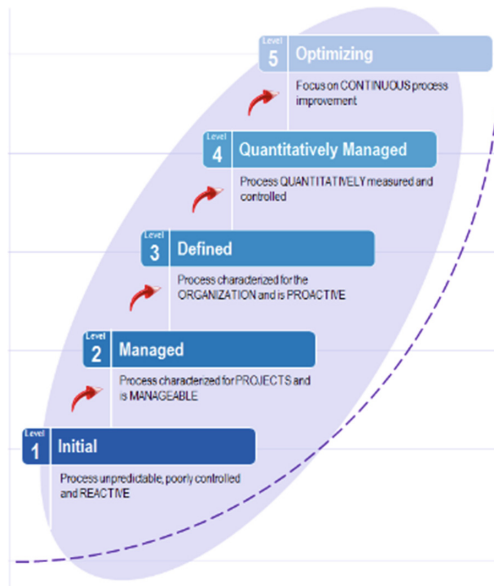 Level
5 Optimizing
Focus on CONTINUOUS process
improvement
Level
4 Quantitatively Managed
Process QUANTITATIVELY measured and
controlled
Level
3 Defined
Process characterized for the
ORGANIZATION and is PROACTIVE
Level
2 Managed
Process characterized for PROJECTS and
is MANAGEABLE
Level
1 Initial
Process unpredictable, poorly controlled
and REACTIVE